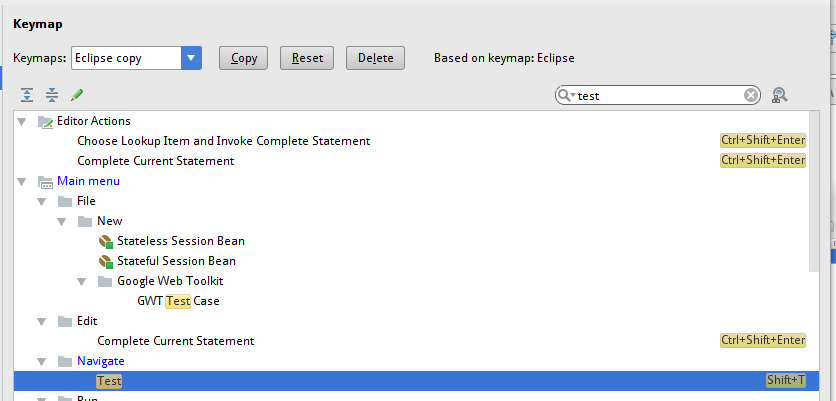 Keymap
Keymaps: Eclipse copy Copy Reset Delete Based on keymap: Eclipse
test
Editor Actions
Choose Lookup Item and Invoke Complete Statement Ctrl+Shift+Enter
Complete Current Statement Ctrl+Shift+Enter
Main menu
File
New
Stateless Session Bean
Stateful Session Bean
Google Web Toolkit
GWT Test Case
Edit
Complete Current Statement Ctrl+Shift+Enter
Navigate
Test Shift+T
Run